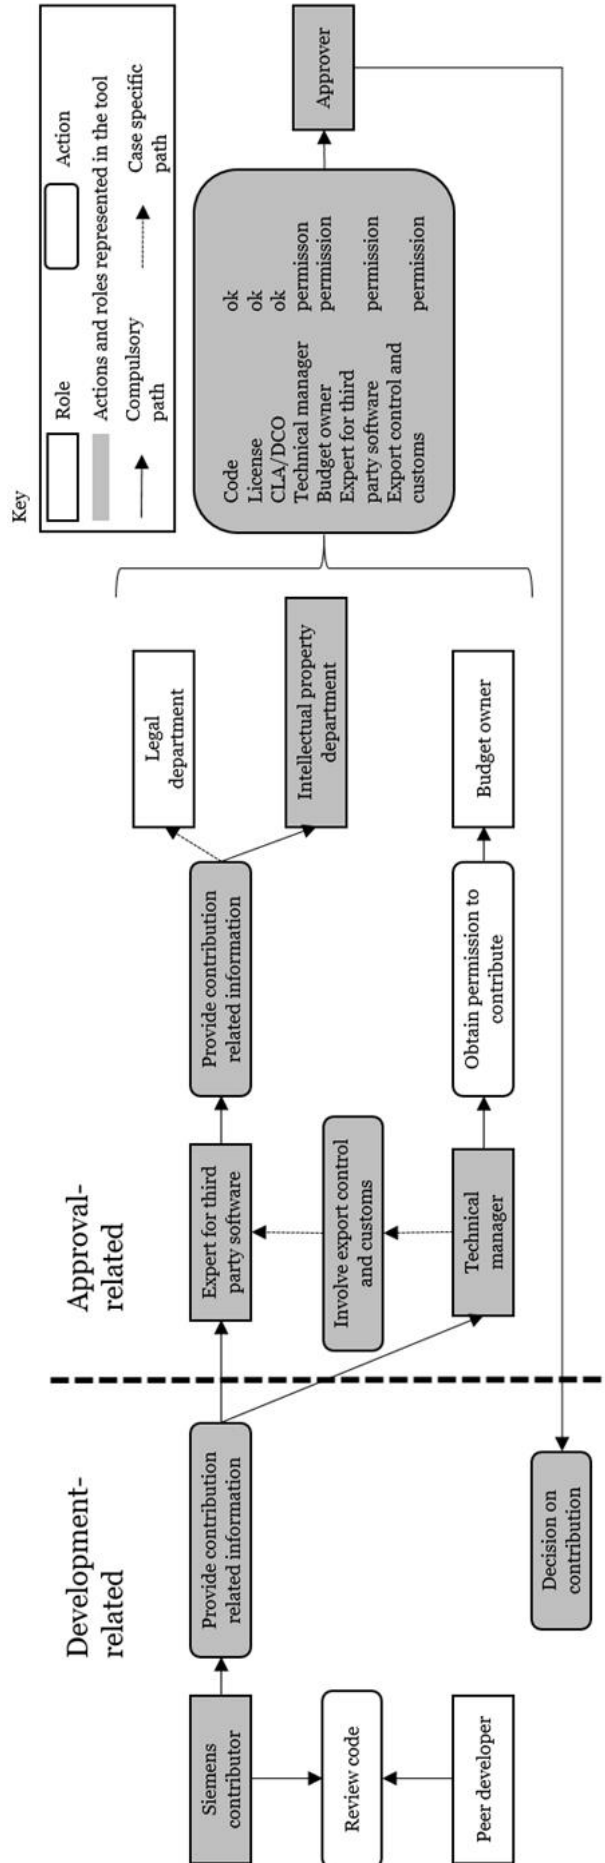 Key
Role
Action
Actions and roles represented in the tool
Compulsory
path
Case specific
path
Development-
related
Approval-
related
Siemens
contributor
Review code
Peer developer
Provide contribution
related information
Decision on
contribution
Expert for third
party software
Involve export control
and customs
Technical
manager
Provide contribution
related information
Obtain permission to
contribute
Legal
department
Intellectual property
department
Budget owner
Code ok
License ok
CLA/DCO ok
Technical manager permisson
Budget owner permission
Expert for third
party software permission
Export control and
customs permission
Approver